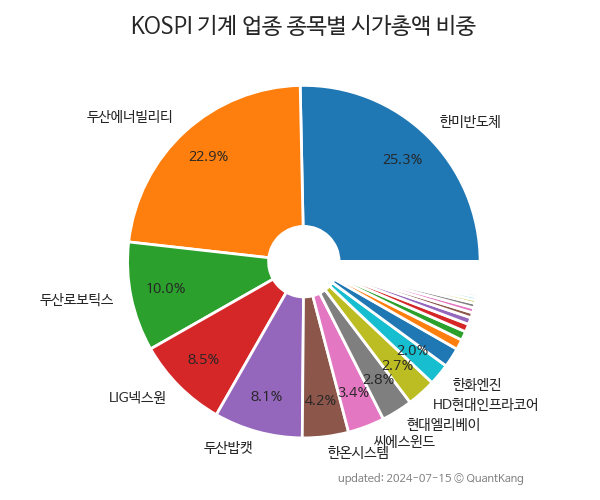 KOSPI 기계 업종 종목별 시가총액 비중
한미반도체
25.3%
두산에너빌리티
22.9%
두산로보틱스
10.0%
LIG넥스원
8.5%
두산밥캣
8.1%
한온시스템
4.2%
씨에스윈드
3.4%
현대엘리베이
2.8%
HD현대인프라코어
2.7%
한화엔진
2.0%
updated: 2024-07-15 © QuantKang